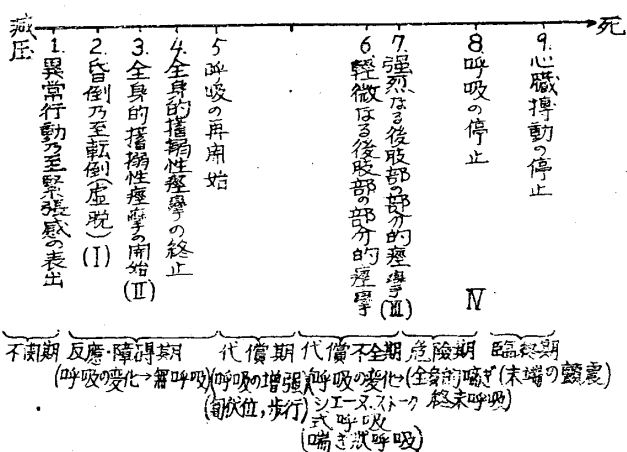 減圧
死
1. 異常行動乃至緊張感の表出
2. 昏倒乃至転倒(虚脱)(I)
3. 全身的搐搦性痙攣の開始(II)
4. 全身的搐搦性痙攣の終止
5 呼吸の再開始
6. 軽微なる後肢部の部分的痙攣
7. 強烈なる後肢部の部分的痙攣(III)
8. 呼吸の停止
IV
9. 心臓搏動の停止
不関期
反應・障碍期
(呼吸の変化→無呼吸)
代償期
(呼吸の増強)
(匍伏位,歩行)
代償不全期
(呼吸の変化)
シエーヌ・ストーク
式呼吸
(喘ぎ状呼吸)
危険期
(全身的喘ぎ)
終末呼吸
臨終期
(末端の顫震)